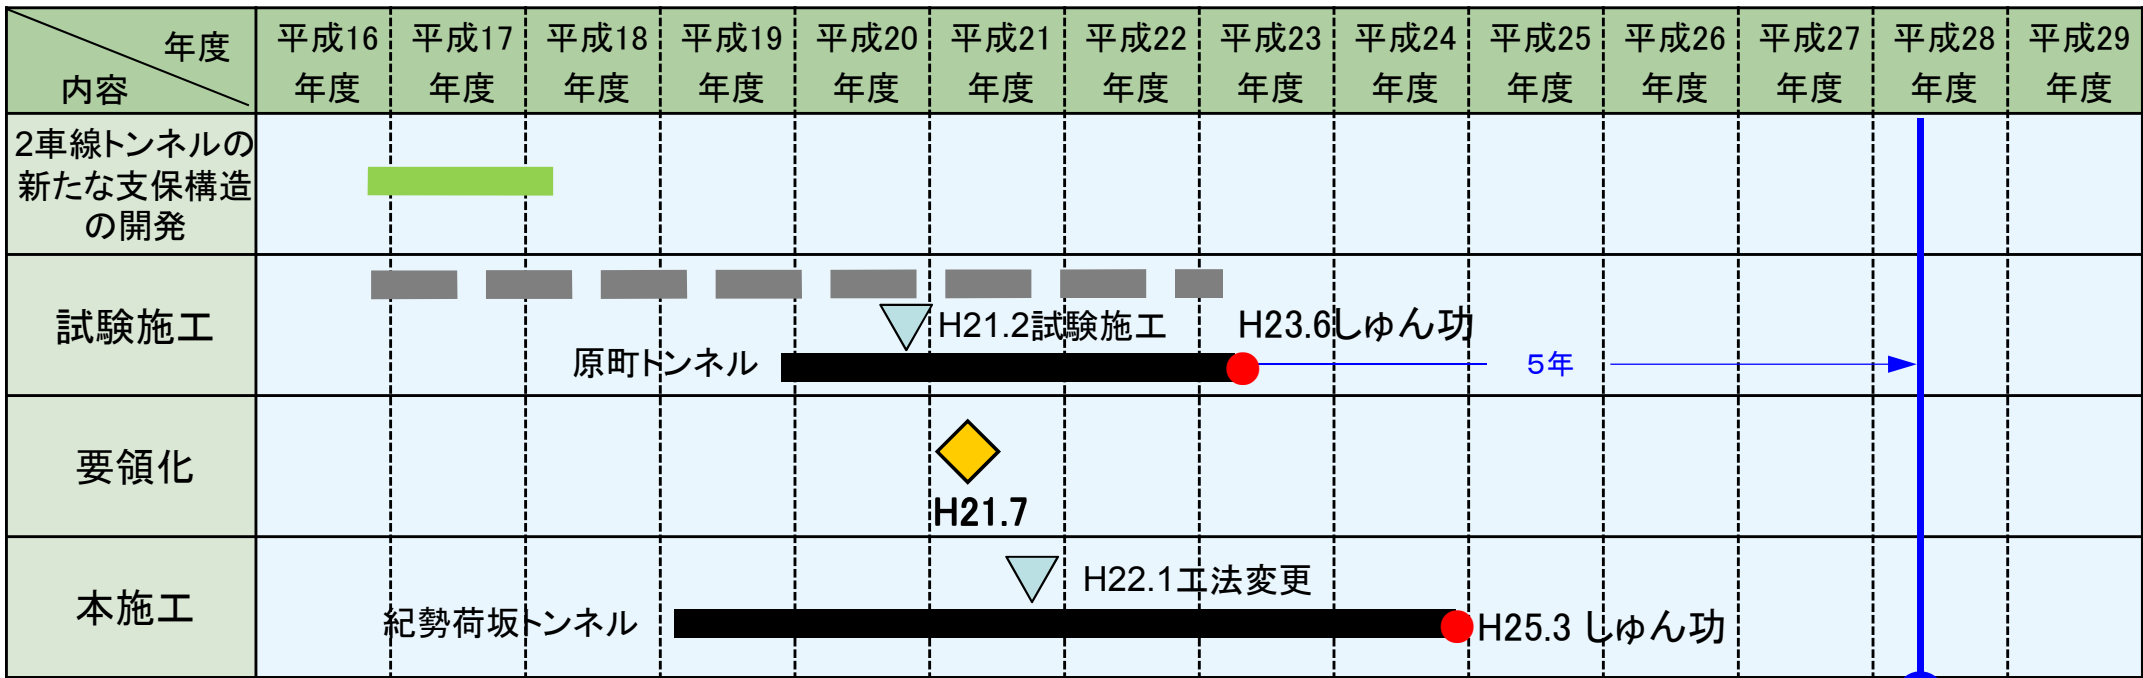 年度
内容
平成16年度
平成17年度
平成18年度
平成19年度
平成20年度
平成21年度
平成22年度
平成23年度
平成24年度
平成25年度
平成26年度
平成27年度
平成28年度
平成29年度
2車線トンネルの
新たな支保構造
の開発
試験施工
H21.2試験施工
H23.6しゅん功
原町トンネル
5年
要領化
H21.7
本施工
H22.1工法変更
紀勢荷坂トンネル
H25.3 しゅん功